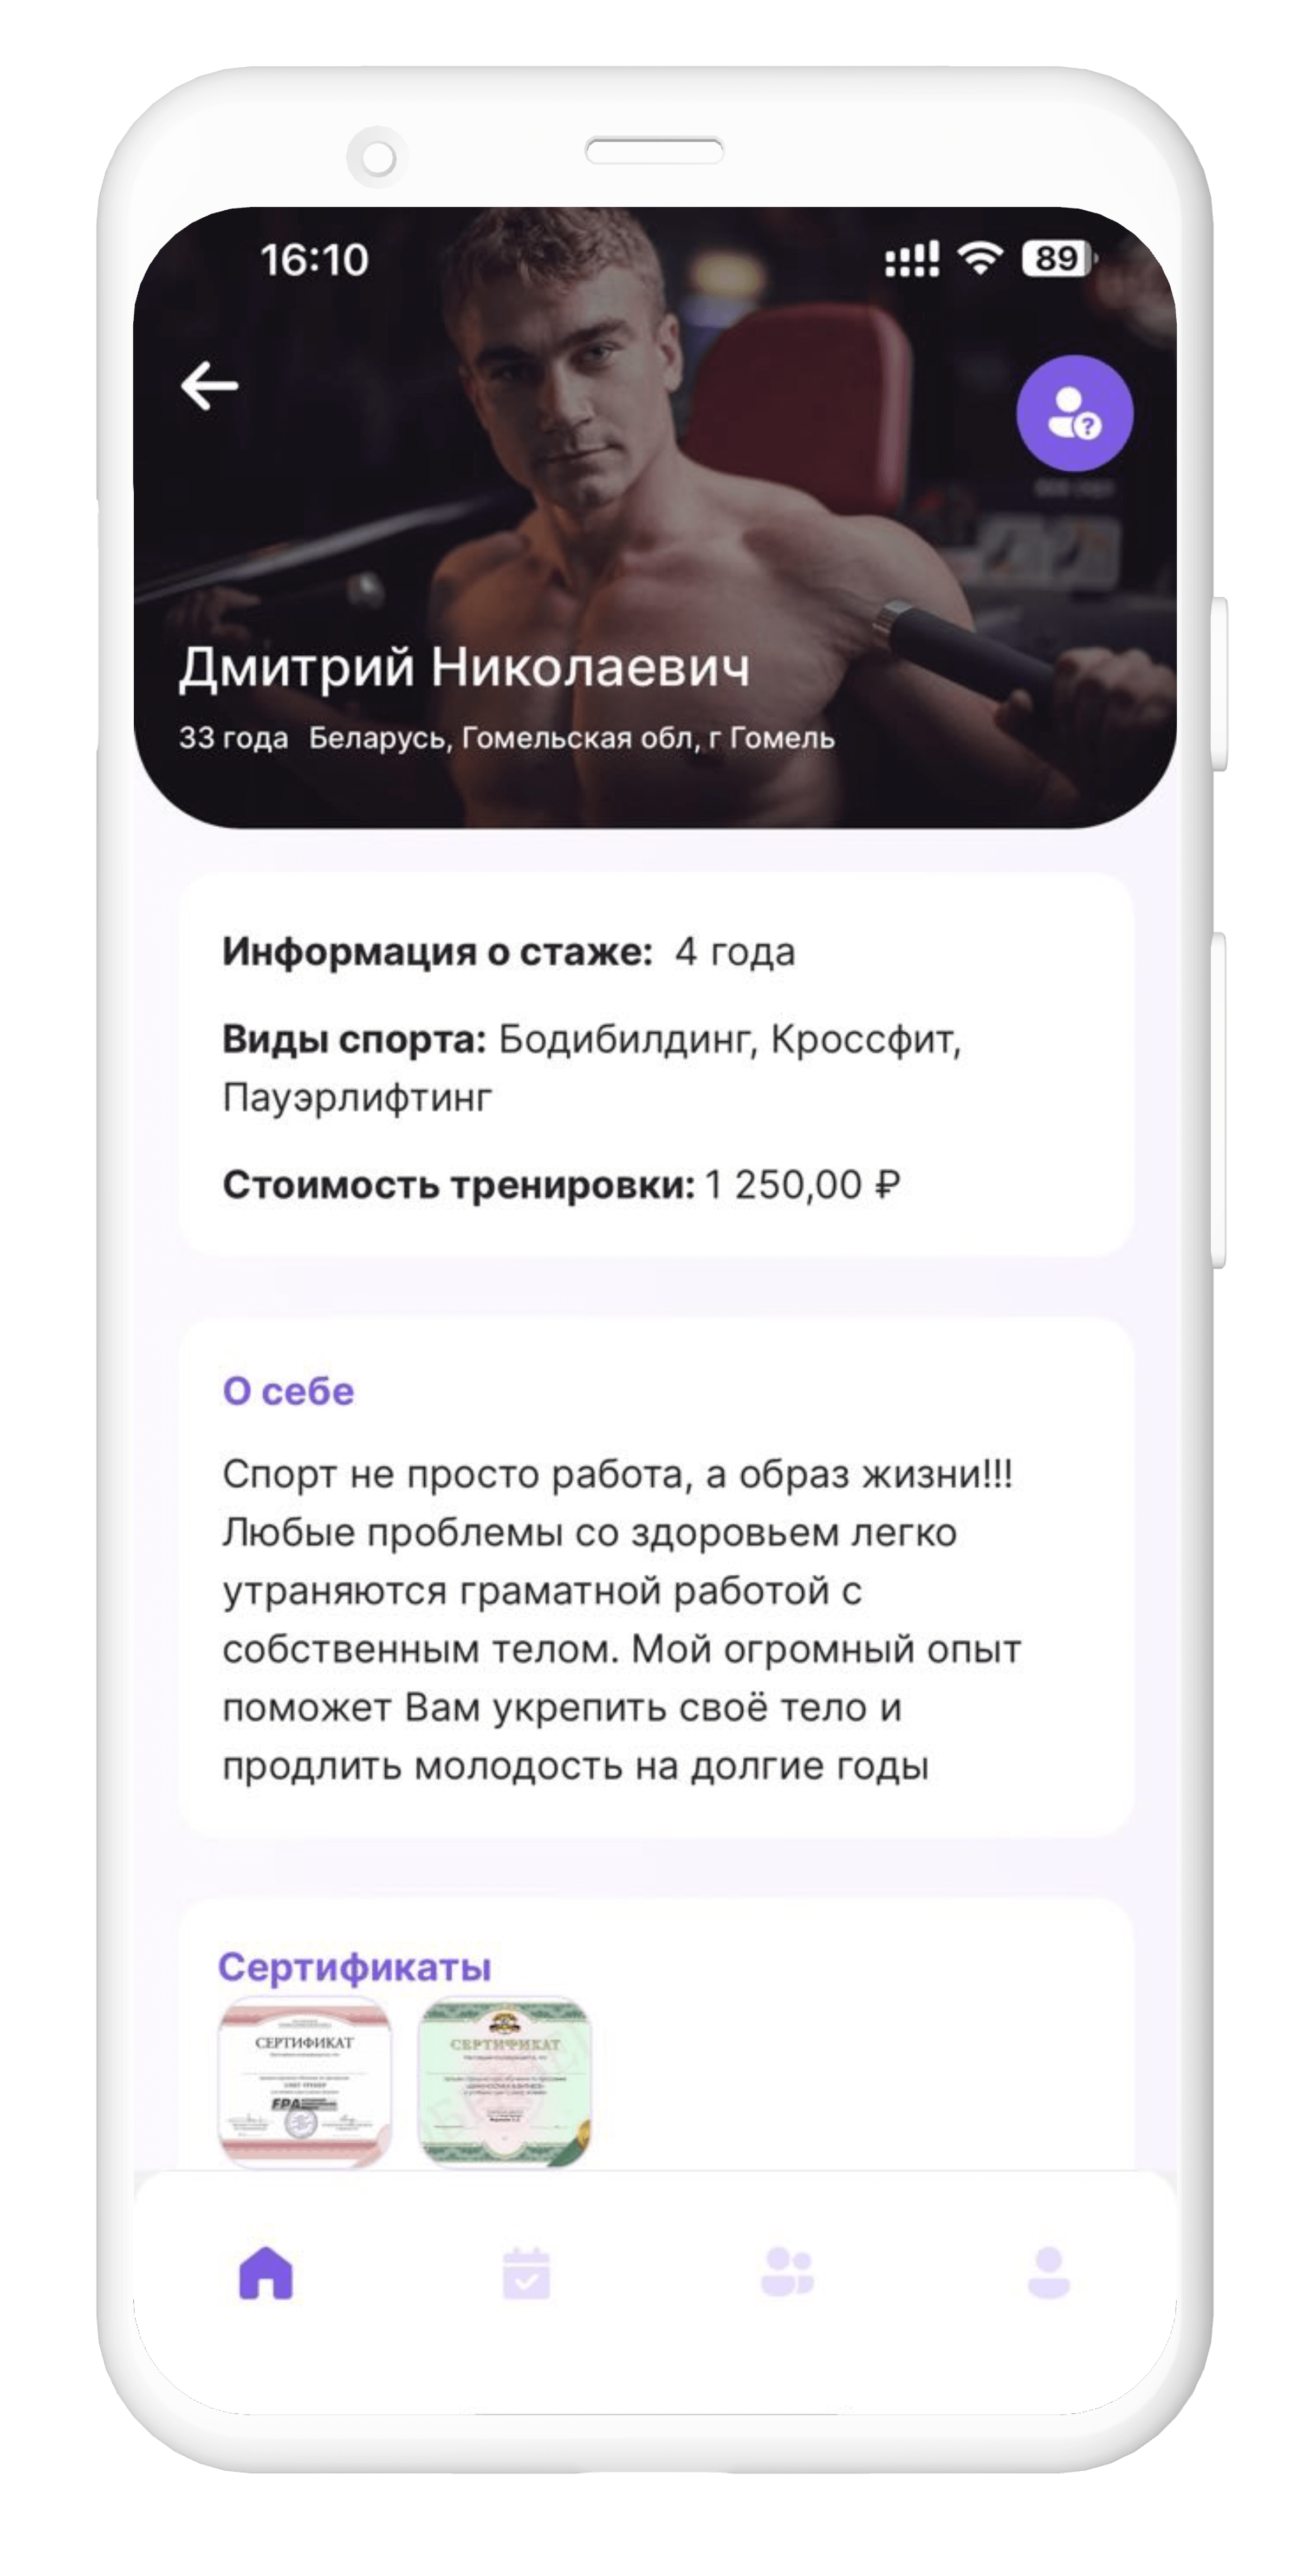 16:10
89
?
Дмитрий Николаевич
33 года Беларусь, Гомельская обл, г Гомель
Информация о стаже: 4 года
Виды спорта: Бодибилдинг, Кроссфит,
Пауэрлифтинг
Стоимость тренировки: 1 250,00 ₽
О себе
Спорт не просто работа, а образ жизни!!!
Любые проблемы со здоровьем легко
утраняются граматной работой с
собственным телом. Мой огромный опыт
поможет Вам укрепить своё тело и
продлить молодость на долгие годы
Сертификаты
СЕРТИФИКАТ
FPA
СЕРТИФИКАТ